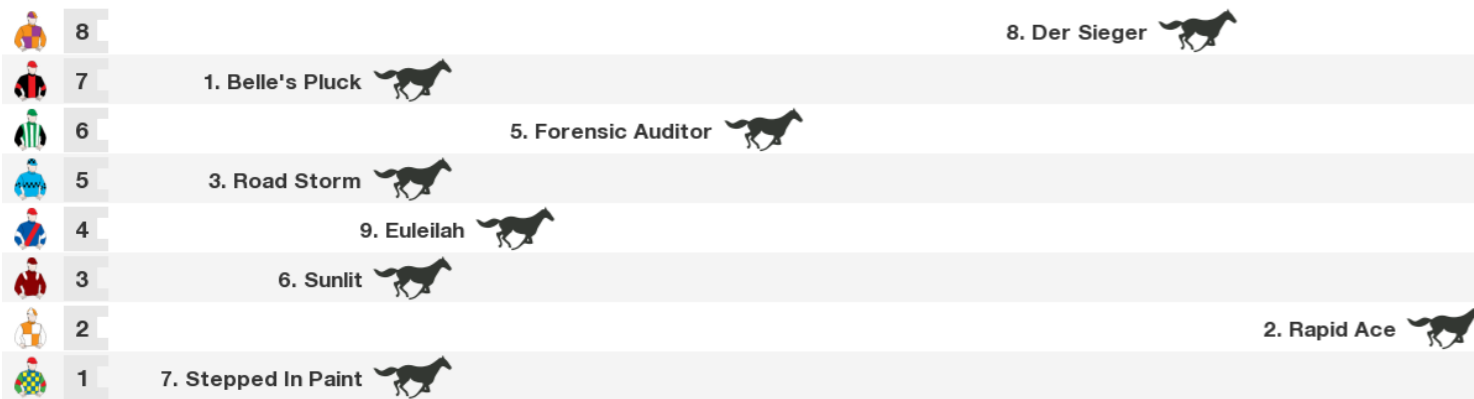 8 8. Der Sieger
7 1. Belle's Pluck
6 5. Forensic Auditor
5 3. Road Storm
4 9. Euleilah
3 6. Sunlit
2 2. Rapid Ace
1 7. Stepped In Paint